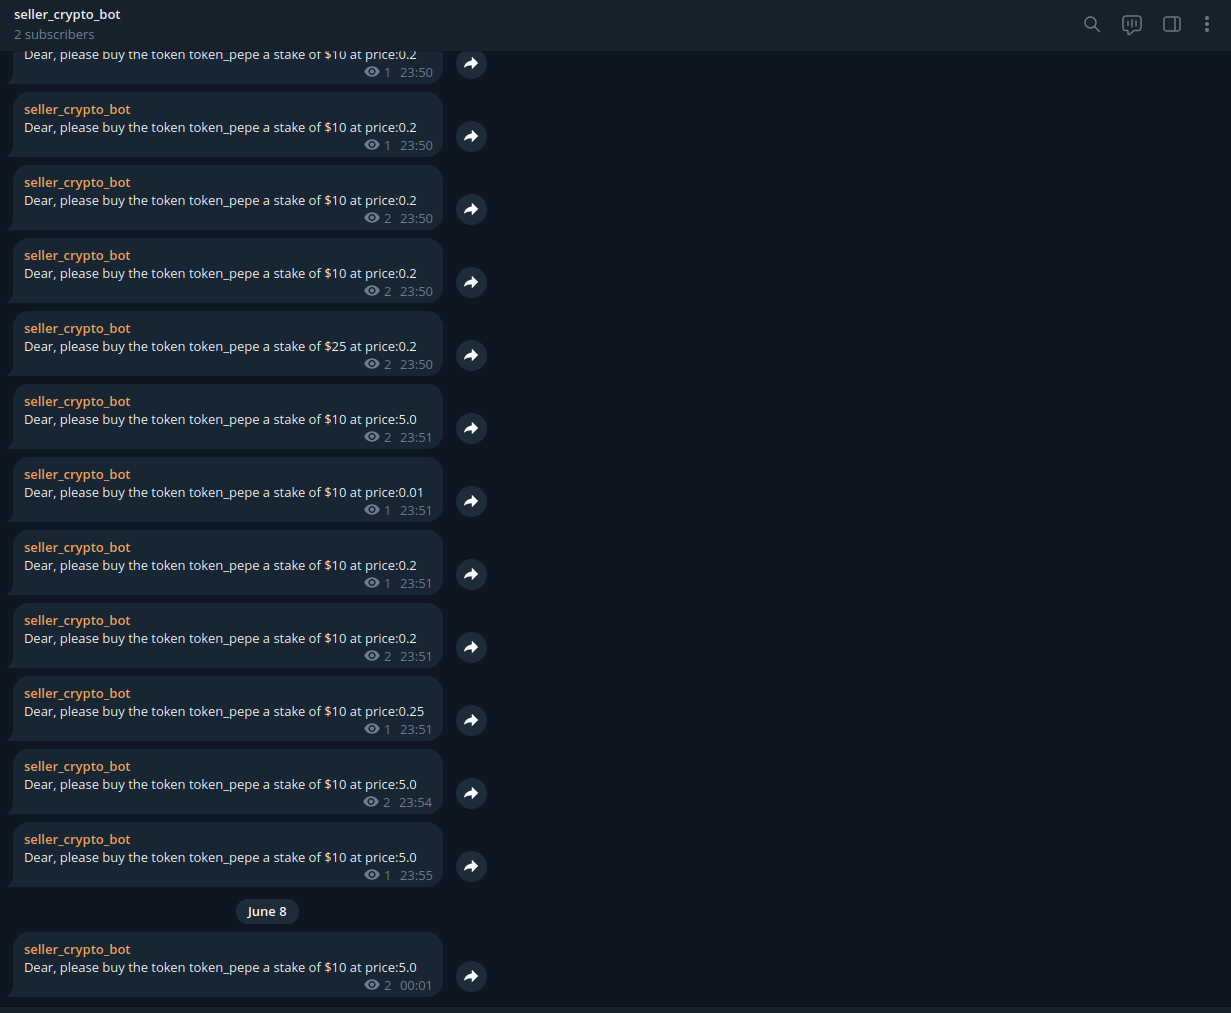 seller_crypto_bot
2 subscribers
Dear, please buy the token token_pepe a stake of $10 at price:0.2
1 23:50
seller_crypto_bot
Dear, please buy the token token_pepe a stake of $10 at price:0.2
1 23:50
seller_crypto_bot
Dear, please buy the token token_pepe a stake of $10 at price:0.2
2 23:50
seller_crypto_bot
Dear, please buy the token token_pepe a stake of $10 at price:0.2
2 23:50
seller_crypto_bot
Dear, please buy the token token_pepe a stake of $25 at price:0.2
2 23:50
seller_crypto_bot
Dear, please buy the token token_pepe a stake of $10 at price:5.0
2 23:51
seller_crypto_bot
Dear, please buy the token token_pepe a stake of $10 at price:0.01
1 23:51
seller_crypto_bot
Dear, please buy the token token_pepe a stake of $10 at price:0.2
1 23:51
seller_crypto_bot
Dear, please buy the token token_pepe a stake of $10 at price:0.2
2 23:51
seller_crypto_bot
Dear, please buy the token token_pepe a stake of $10 at price:0.25
1 23:51
seller_crypto_bot
Dear, please buy the token token_pepe a stake of $10 at price:5.0
2 23:54
seller_crypto_bot
Dear, please buy the token token_pepe a stake of $10 at price:5.0
1 23:55
June 8
seller_crypto_bot
Dear, please buy the token token_pepe a stake of $10 at price:5.0
2 00:01